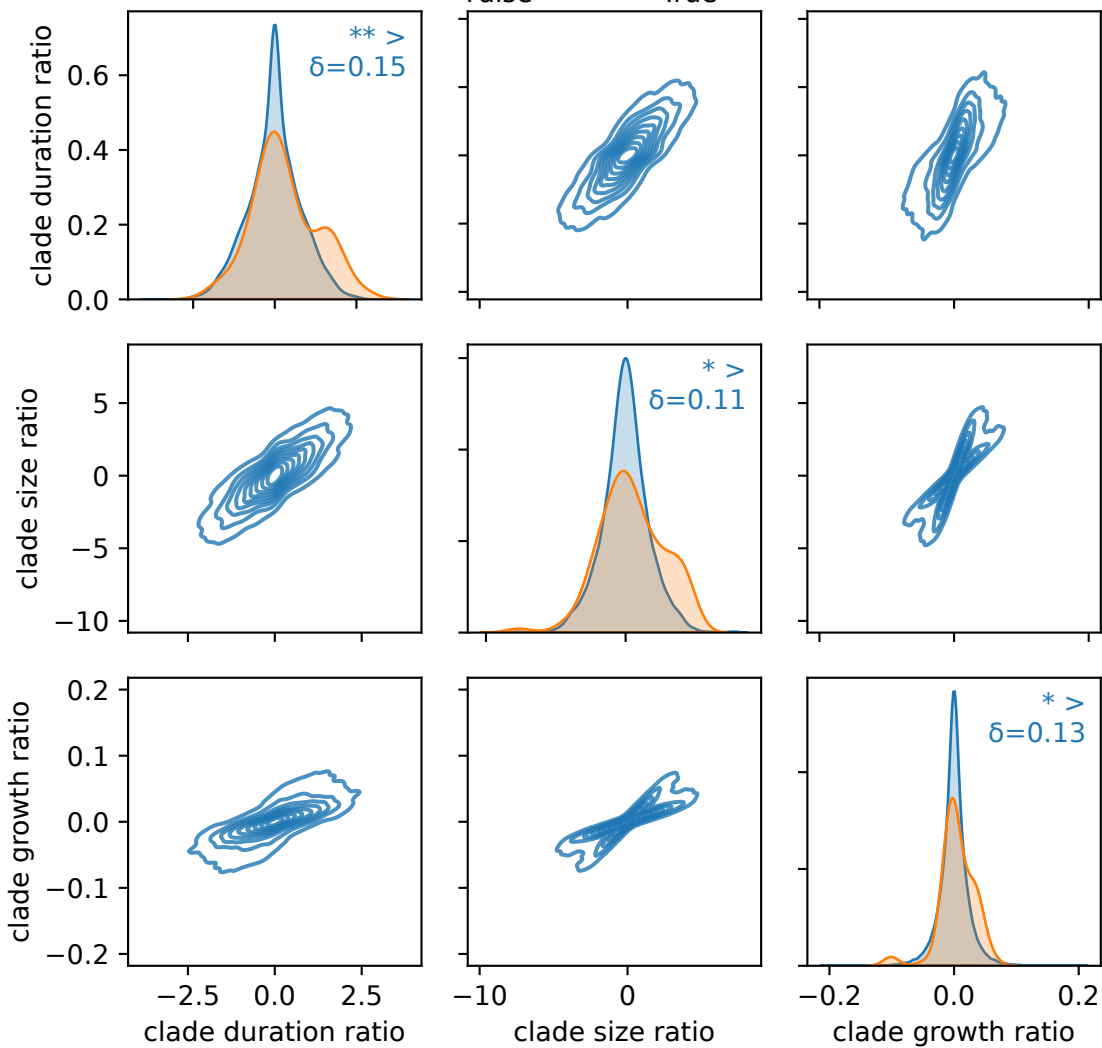 False True
clade duration ratio
0.6
0.4
0.2
0.0
** >
δ=0.15
clade size ratio
5
0
−5
−10
* >
δ=0.11
clade growth ratio
0.2
0.1
0.0
−0.1
−0.2
* >
δ=0.13
−2.5 0.0 2.5
clade duration ratio
−10 0
clade size ratio
−0.2 0.0 0.2
clade growth ratio